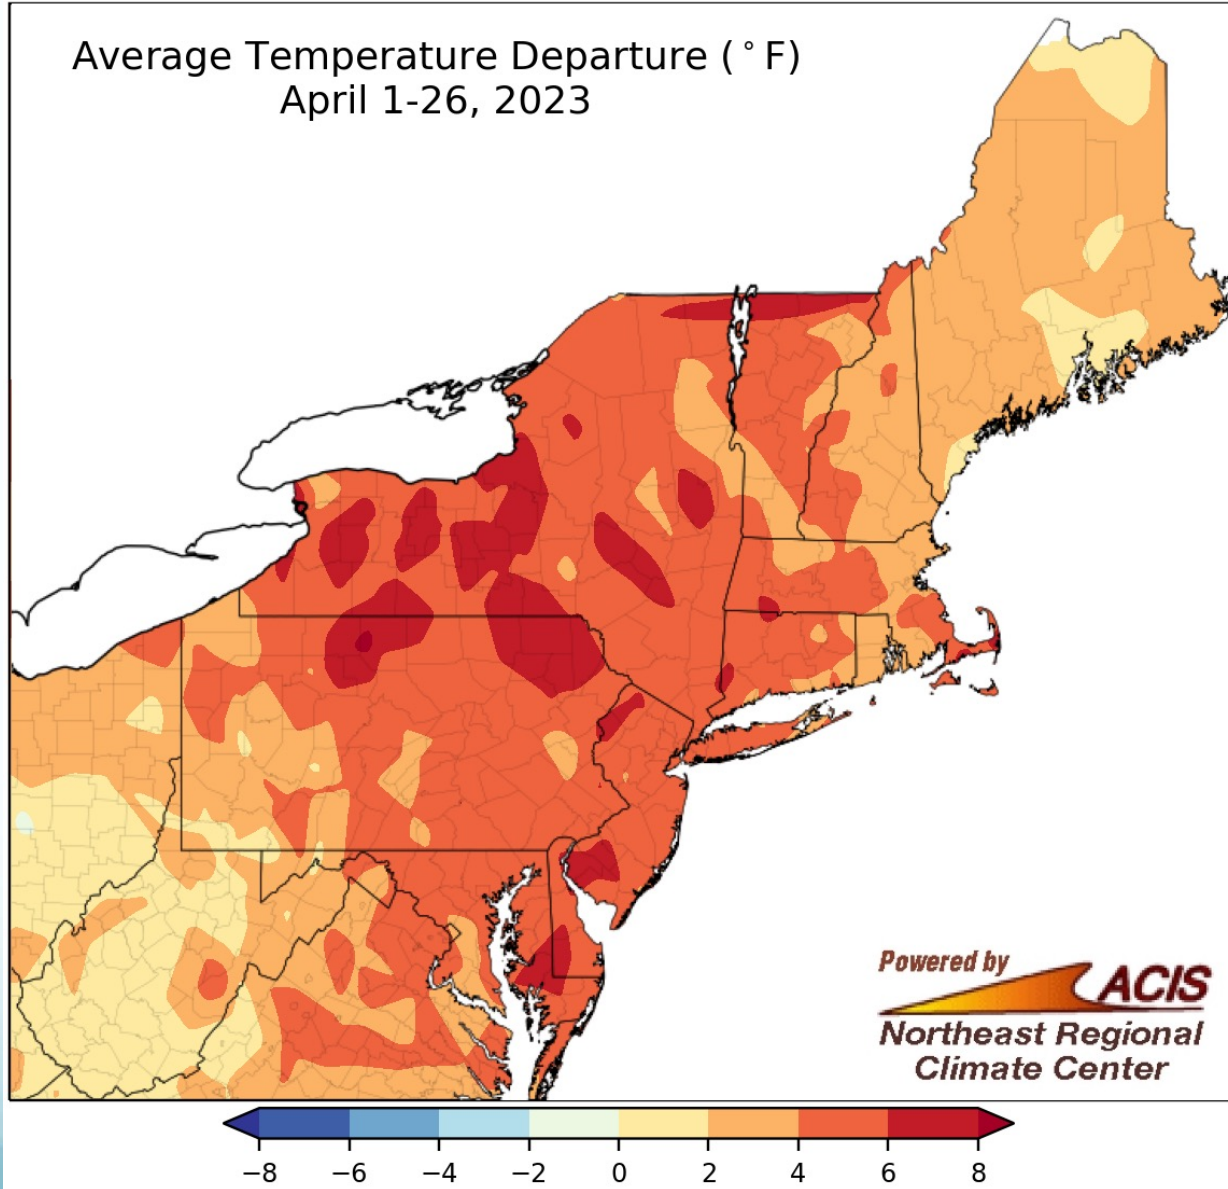 Average Temperature Departure (°F)
April 1-26, 2023
Powered by
ACIS
Northeast Regional
Climate Center
−8 −6 −4 −2 0 2 4 6 8